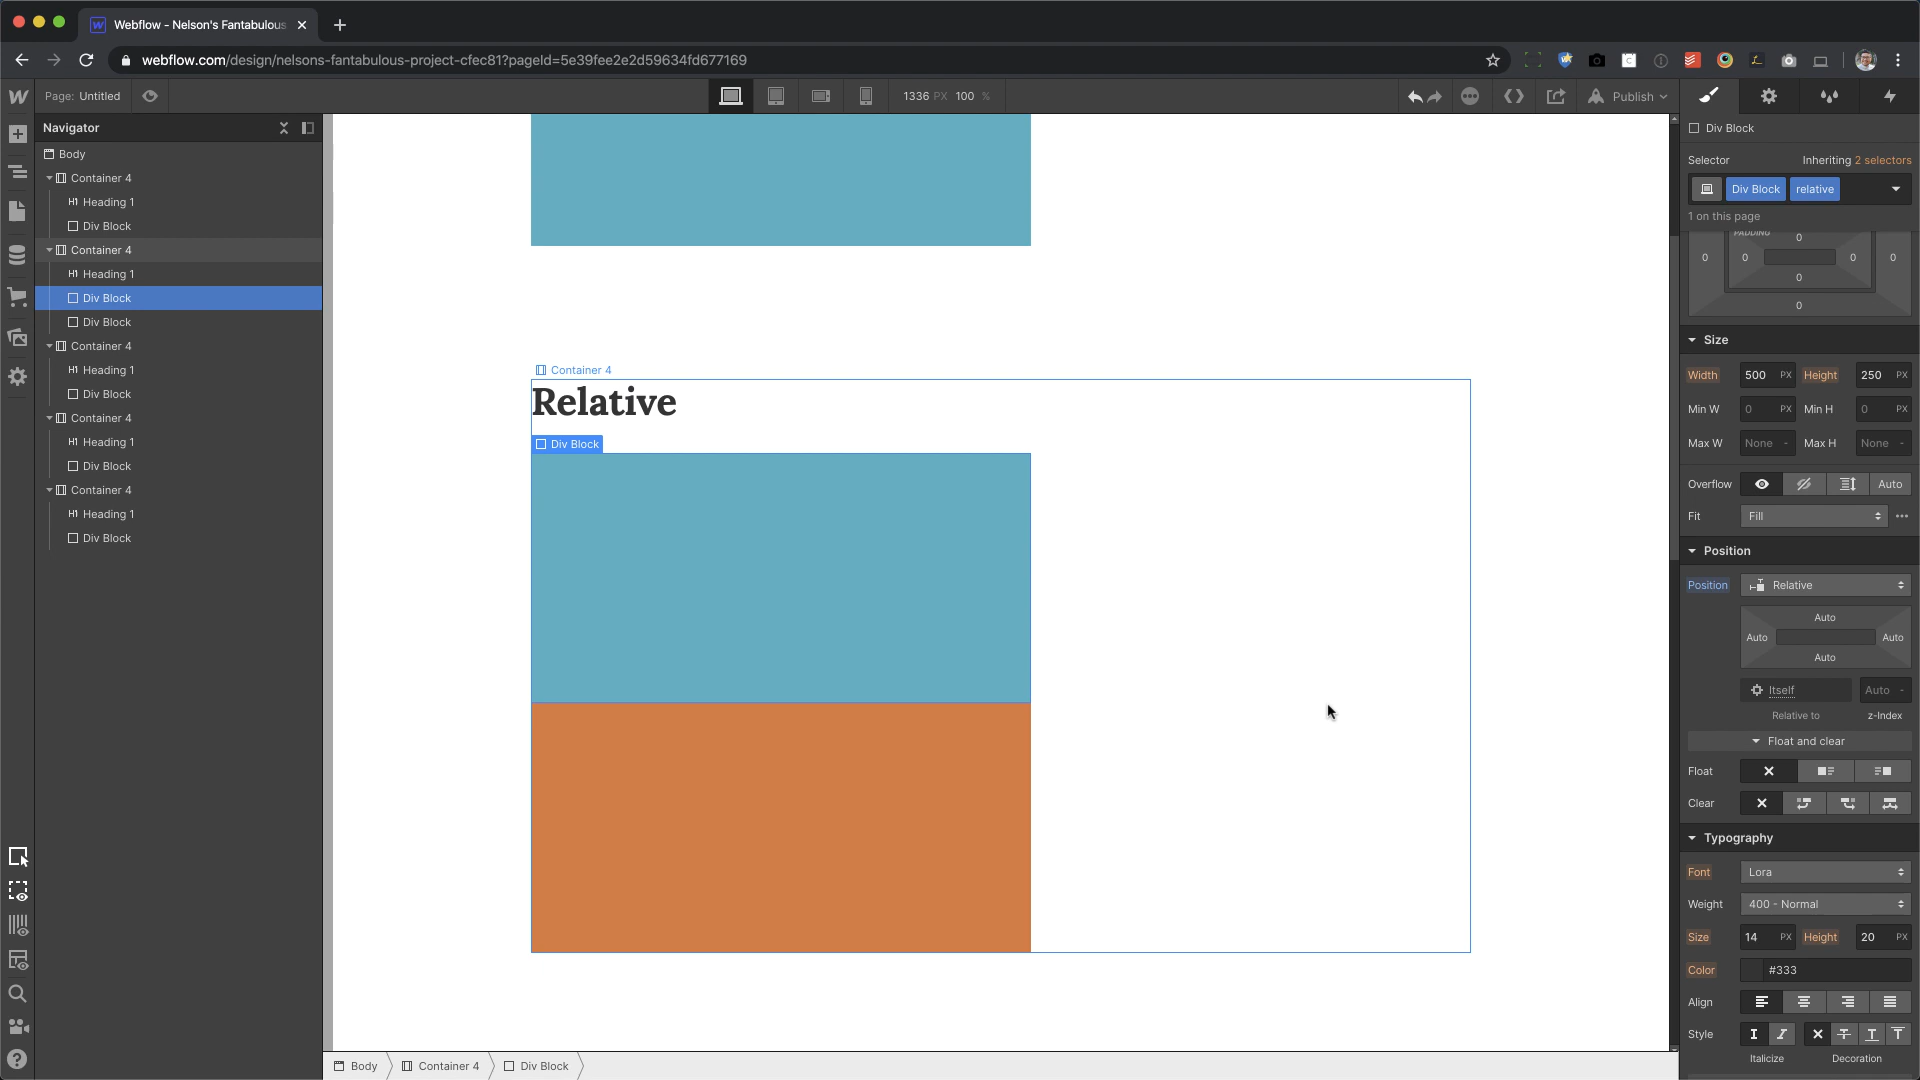 Webflow - Nelson's Fantabulous
webflow.com/design/nelsons-fantabulous-project-cfec81?pageId=5e39fee2e2d59634fd677169
Page: Untitled
1336 PX 100 %
Publish
Navigator
Body
Container 4
H1 Heading 1
Div Block
Container 4
H1 Heading 1
Div Block
Div Block
Container 4
H1 Heading 1
Div Block
Container 4
H1 Heading 1
Div Block
Container 4
H1 Heading 1
Div Block
Container 4
Relative
Div Block
Body
Container 4
Div Block
Div Block
Selector Inheriting 2 selectors
Div Block relative
1 on this page
PADDING
0
0 0 0 0
0
0
Size
Width 500 PX Height 250 PX
Min W 0 PX Min H 0 PX
Max W None - Max H None -
Overflow Auto
Fit Fill
Position
Position Relative
Auto
Auto Auto
Auto
Itself Auto -
Relative to z-Index
Float and clear
Float
Clear
Typography
Font Lora
Weight 400 - Normal
Size 14 PX Height 20 PX
Color #333
Align
Style
Italicize Decoration